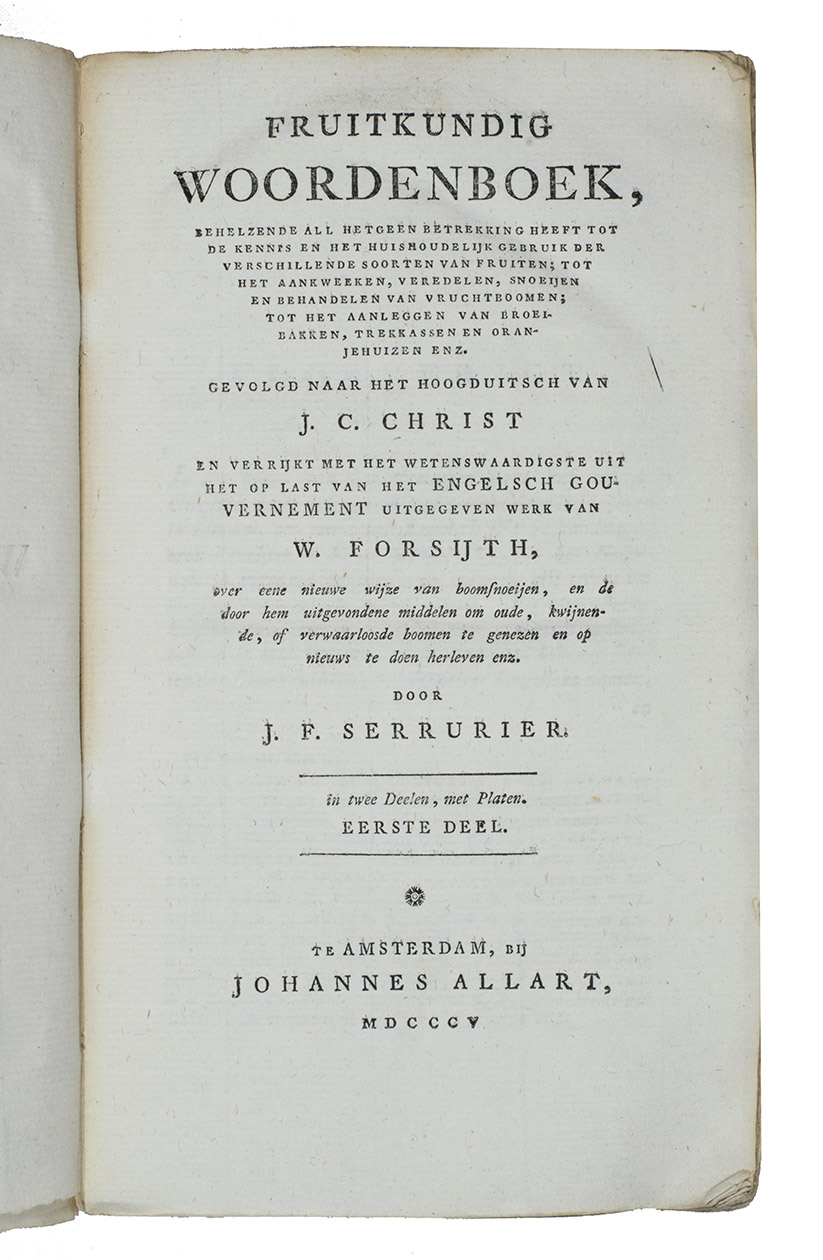 FRUITKUNDIG
WOORDENBOEK,
BEHELZENDE ALL HETGEEN BETREKKING HEEFT TOT
DE KENNIS EN HET HUISHOUDELIJK GEBRUIK DER
VERSCHILLENDE SOORTEN VAN FRUITEN; TOT
HET AANKWEEKEN, VEREDELEN, SNOEIJEN
EN BEHANDELEN VAN VRUCHTBOOMEN;
TOT HET AANLEGGEN VAN BROEI-
BAKKEN, TREKKASSEN EN ORAN-
JEHUIZEN ENZ.
GEVOLGD NAAR HET HOOGDUITSCH VAN
J. C. CHRIST
EN VERRIJKT MET HET WETENSWAARDIGSTE UIT
HET OP LAST VAN HET ENGELSCH GOU-
VERNEMENT UITGEGEVEN WERK VAN
W. FORSIJTH,
over eene nieuwe wijze van boomſnoeijen, en de
door hem uitgevondene middelen om oude, kwijnen-
de, of verwaarloosde boomen te genezen en op
nieuws te doen herleven enz.
DOOR
J. F. SERRURIER.
in twee Deelen, met Platen.
EERSTE DEEL.
TE AMSTERDAM, BIJ
JOHANNES ALLART,
MDCCCV